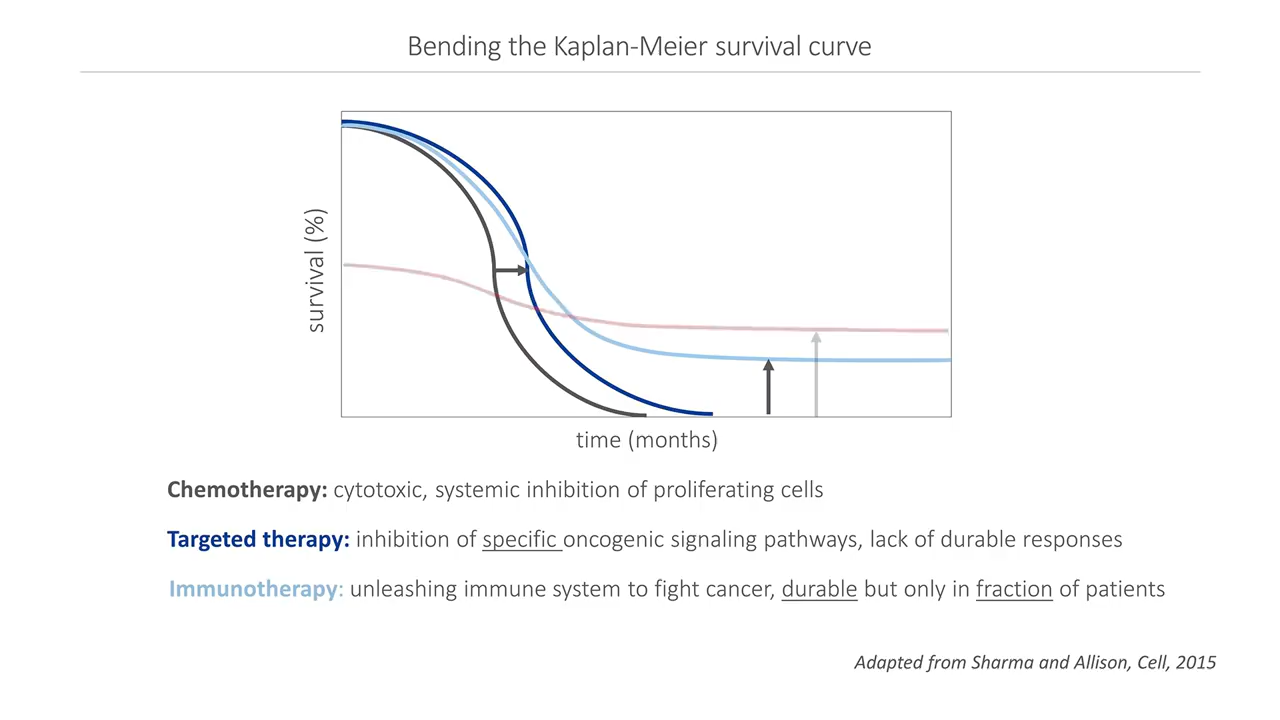 Bending the Kaplan-Meier survival curve
survival (%)
time (months)
Chemotherapy: cytotoxic, systemic inhibition of proliferating cells
Targeted therapy: inhibition of specific oncogenic signaling pathways, lack of durable responses
Immunotherapy: unleashing immune system to fight cancer, durable but only in fraction of patients
Adapted from Sharma and Allison, Cell, 2015